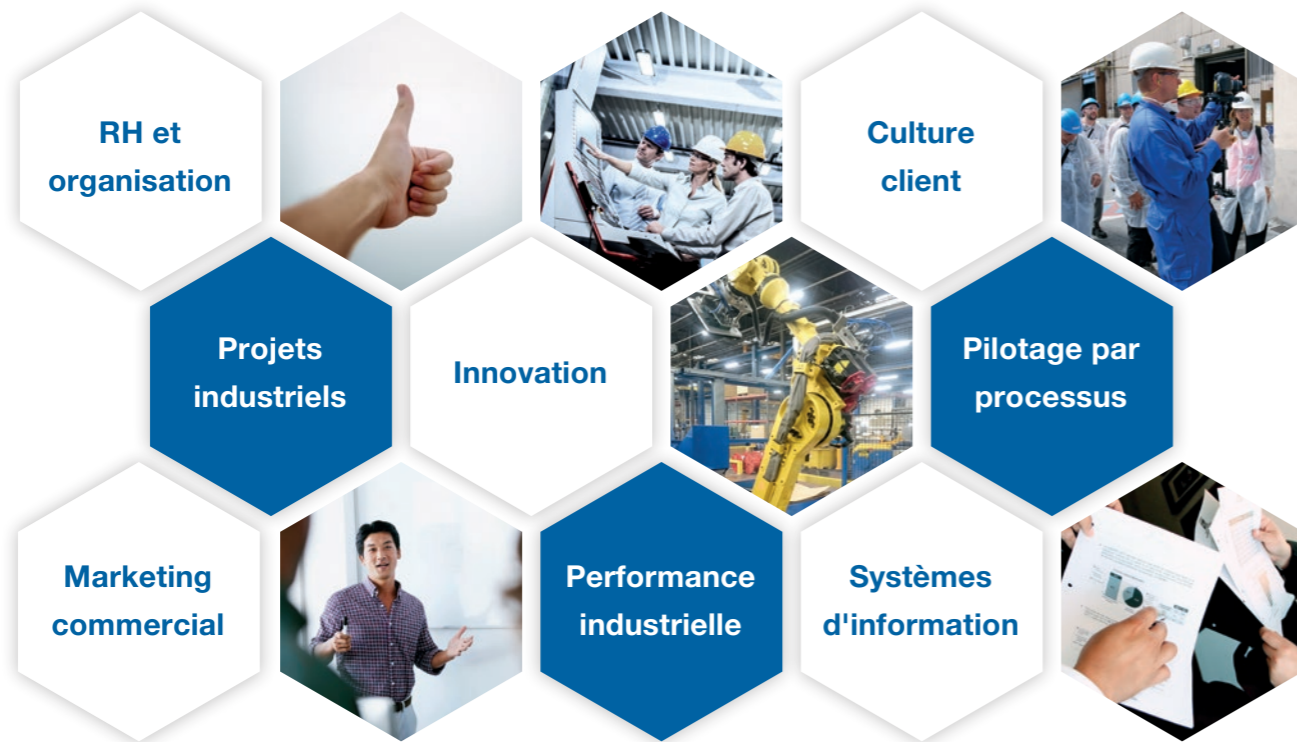 RH et
organisation
Culture
client
Projets
industriels
Innovation
Pilotage par
processus
Marketing
commercial
Performance
industrielle
Systèmes
d'information